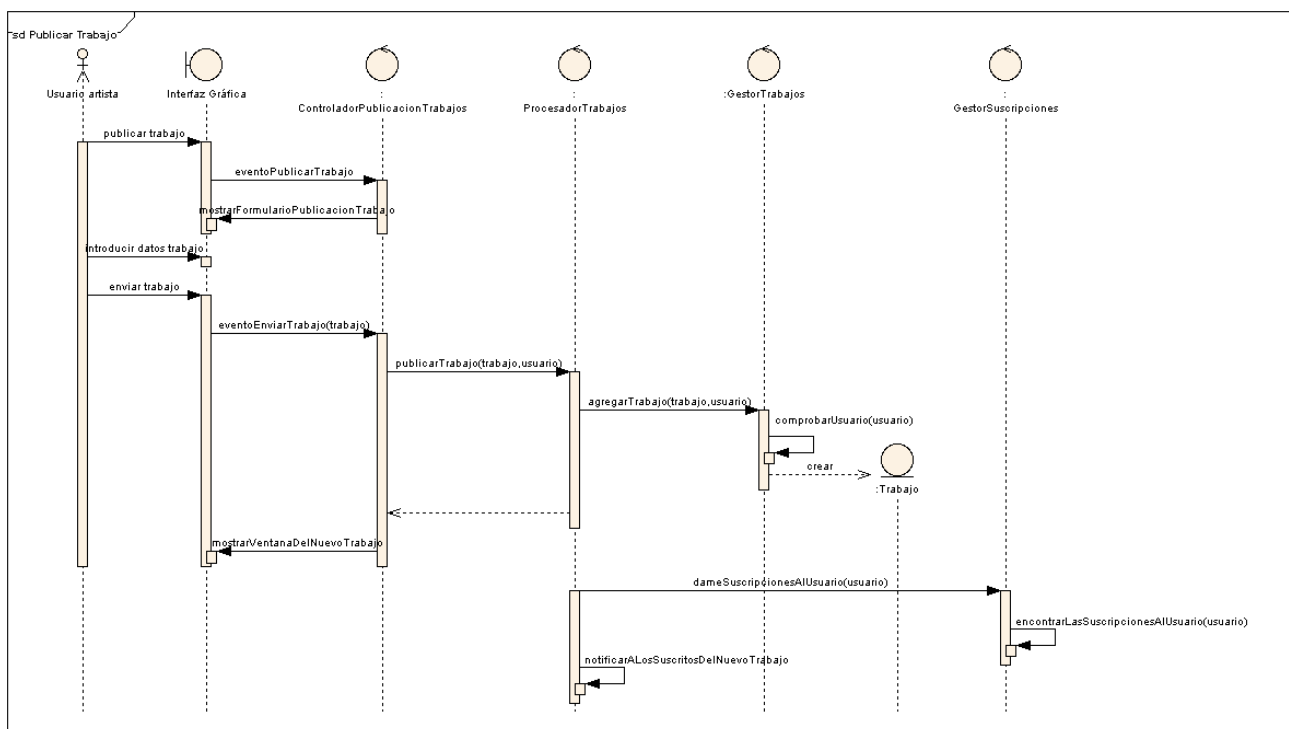 sd Publicar Trabajo
Usuario artista
Interfaz Gráfica
:
ControladorPublicacionTrabajos
:
ProcesadorTrabajos
:GestorTrabajos
:
GestorSuscripciones
publicar trabajo
eventoPublicarTrabajo
mostrarFormularioPublicacionTrabajo
introducir datos trabajo
enviar trabajo
eventoEnviarTrabajo(trabajo)
publicarTrabajo(trabajo,usuario)
agregarTrabajo(trabajo,usuario)
comprobarUsuario(usuario)
crear
:Trabajo
mostrarVentanaDelNuevoTrabajo
dameSuscripcionesAlUsuario(usuario)
encontrarLasSuscripcionesAlUsuario(usuario)
notificarALosSuscritosDelNuevoTrabajo